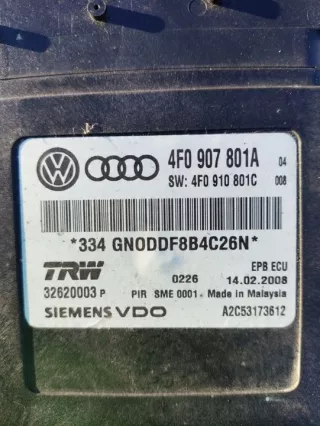 4F0 907 801A 04
SW: 4F0 910 801C 008
*334 GN0DDF8B4C26N*
TRW EPB ECU
0226 14.02.2008
32620003 P PIR SME 0001 Made in Malaysia
SIEMENS VDO A2C53173612